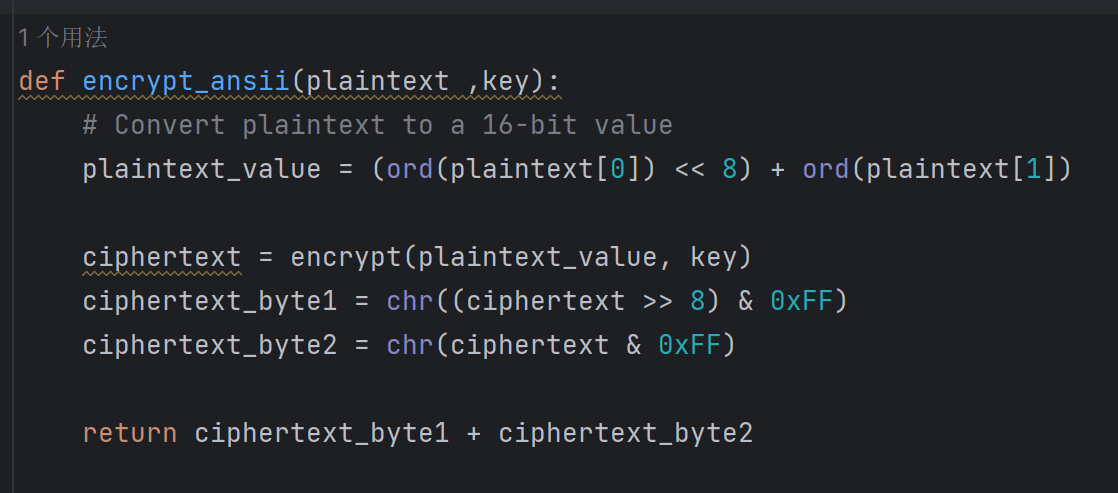 1 个用法
def encrypt_ansii(plaintext ,key):
    # Convert plaintext to a 16-bit value
    plaintext_value = (ord(plaintext[0]) << 8) + ord(plaintext[1])
    ciphertext = encrypt(plaintext_value, key)
    ciphertext_byte1 = chr((ciphertext >> 8) & 0xFF)
    ciphertext_byte2 = chr(ciphertext & 0xFF)
    return ciphertext_byte1 + ciphertext_byte2